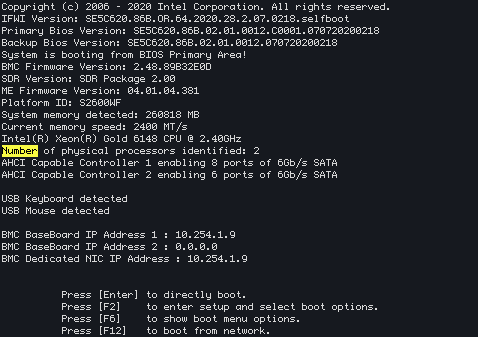 Copyright (c) 2006 - 2020 Intel Corporation. All rights reserved.
IFWI Version: SE5C620.86B.OR.64.2020.28.2.07.0218.selfboot
Primary Bios Version: SE5C620.86B.02.01.0012.C0001.070720200218
Backup Bios Version: SE5C620.86B.02.01.0012.070720200218
System is booting from BIOS Primary Area!
BMC Firmware Version: 2.48.89B32E0D
SDR Version: SDR Package 2.00
ME Firmware Version: 04.01.04.381
Platform ID: S2600WF
System memory detected: 260818 MB
Current memory speed: 2400 MT/s
Intel(R) Xeon(R) Gold 6148 CPU @ 2.40GHz
Number of physical processors identified: 2
AHCI Capable Controller 1 enabling 8 ports of 6Gb/s SATA
AHCI Capable Controller 2 enabling 6 ports of 6Gb/s SATA
USB Keyboard detected
USB Mouse detected
BMC BaseBoard IP Address 1 : 10.254.1.9
BMC BaseBoard IP Address 2 : 0.0.0.0
BMC Dedicated NIC IP Address : 10.254.1.9
Press [Enter] to directly boot.
Press [F2] to enter setup and select boot options.
Press [F6] to show boot menu options.
Press [F12] to boot from network.